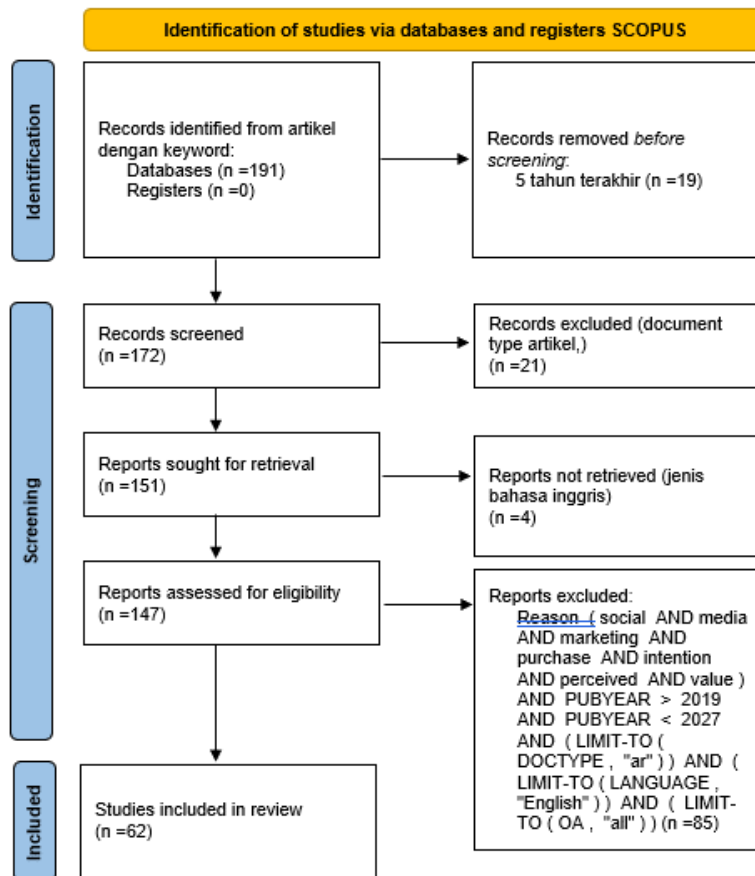 Identification of studies via databases and registers SCOPUS
Identification
Records identified from artikel
dengan keyword:
Databases (n =191)
Registers (n =0)
Records removed before
screening:
5 tahun terakhir (n =19)
Screening
Records screened
(n =172)
Records excluded (document
type artikel,)
(n =21)
Reports sought for retrieval
(n =151)
Reports not retrieved (jenis
bahasa inggris)
(n =4)
Reports assessed for eligibility
(n =147)
Reports excluded:
Reason ( social AND media
AND marketing AND
purchase AND intention
AND perceived AND value )
AND PUBYEAR > 2019
AND PUBYEAR < 2027
AND ( LIMIT-TO (
DOCTYPE , "ar" ) ) AND (
LIMIT-TO ( LANGUAGE ,
"English" ) ) AND ( LIMIT-
TO ( OA , "all" ) ) (n =85)
Included
Studies included in review
(n =62)